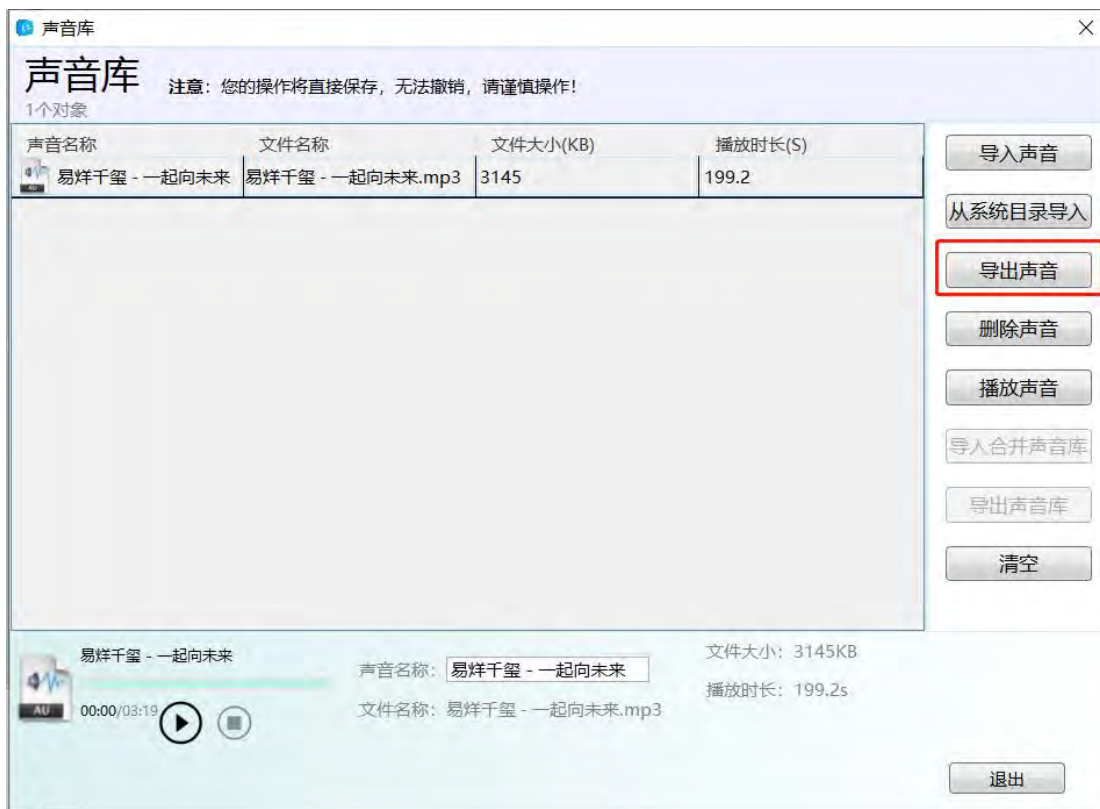 声音库
声音库 注意：您的操作将直接保存，无法撤销，请谨慎操作！
1个对象
声音名称 文件名称 文件大小(KB) 播放时长(S)
AU 易烊千玺 - 一起向未来 易烊千玺 - 一起向未来.mp3 3145 199.2
导入声音
从系统目录导入
导出声音
删除声音
播放声音
导入合并声音库
导出声音库
清空
易烊千玺 - 一起向未来
00:00/03:19
AU
声音名称： 易烊千玺 - 一起向未来
文件名称：易烊千玺 - 一起向未来.mp3
文件大小：3145KB
播放时长：199.2s
退出